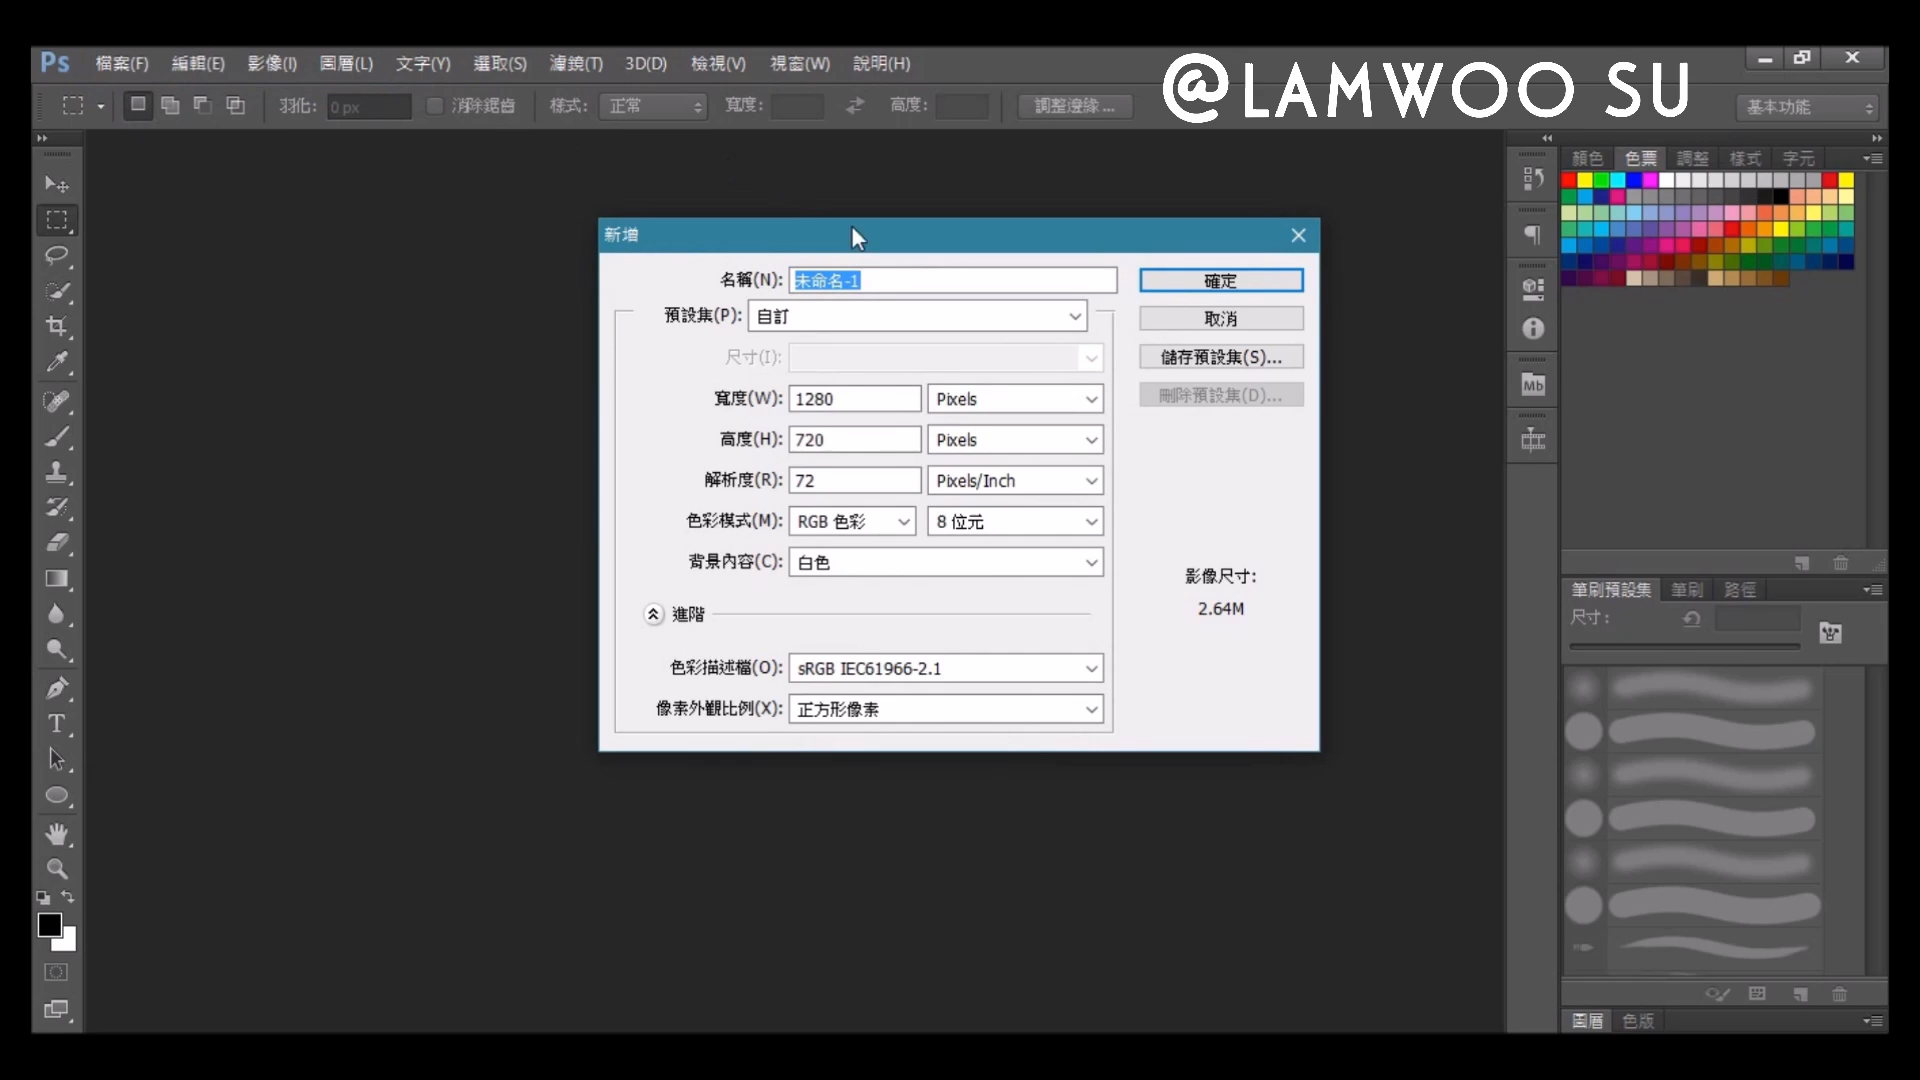 Ps 檔案(F) 編輯(E) 影像(I) 圖層(L) 文字(Y) 選取(S) 濾鏡(T) 3D(D) 檢視(V) 視窗(W) 說明(H)
@LAMWOO SU
羽化: 0 px 消除鋸齒 樣式: 正常 寬度: 高度: 調整邊緣... 基本功能
顏色 色票 調整 樣式 字元
新增
名稱(N): 未命名-1 確定
預設集(P): 自訂 取消
尺寸(I): 儲存預設集(S)...
寬度(W): 1280 Pixels 刪除預設集(D)...
高度(H): 720 Pixels
解析度(R): 72 Pixels/Inch
色彩模式(M): RGB 色彩 8 位元
背景內容(C): 白色
影像尺寸:
2.64M
進階
色彩描述檔(O): sRGB IEC61966-2.1
像素外觀比例(X): 正方形像素
Mb
筆刷預設集 筆刷 路徑
尺寸:
圖層 色版